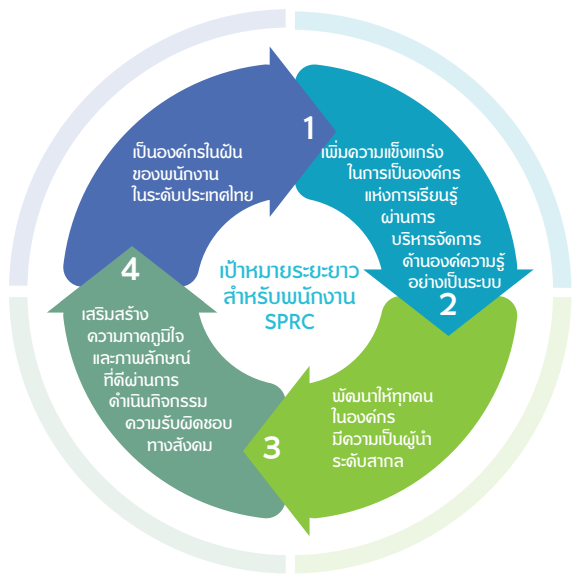 1
เป็นองค์กรในฝัน
ของพนักงาน
ในระดับประเทศไทย
เพิ่มความแข็งแกร่ง
ในการเป็นองค์กร
แห่งการเรียนรู้
ผ่านการ
บริหารจัดการ
ด้านองค์ความรู้
อย่างเป็นระบบ
2
เป้าหมายระยะยาว
สำหรับพนักงาน
SPRC
พัฒนาให้ทุกคน
ในองค์กร
มีความเป็นผู้นำ
ระดับสากล
3
4
เสริมสร้าง
ความภาคภูมิใจ
และภาพลักษณ์
ที่ดีผ่านการ
ดำเนินกิจกรรม
ความรับผิดชอบ
ทางสังคม